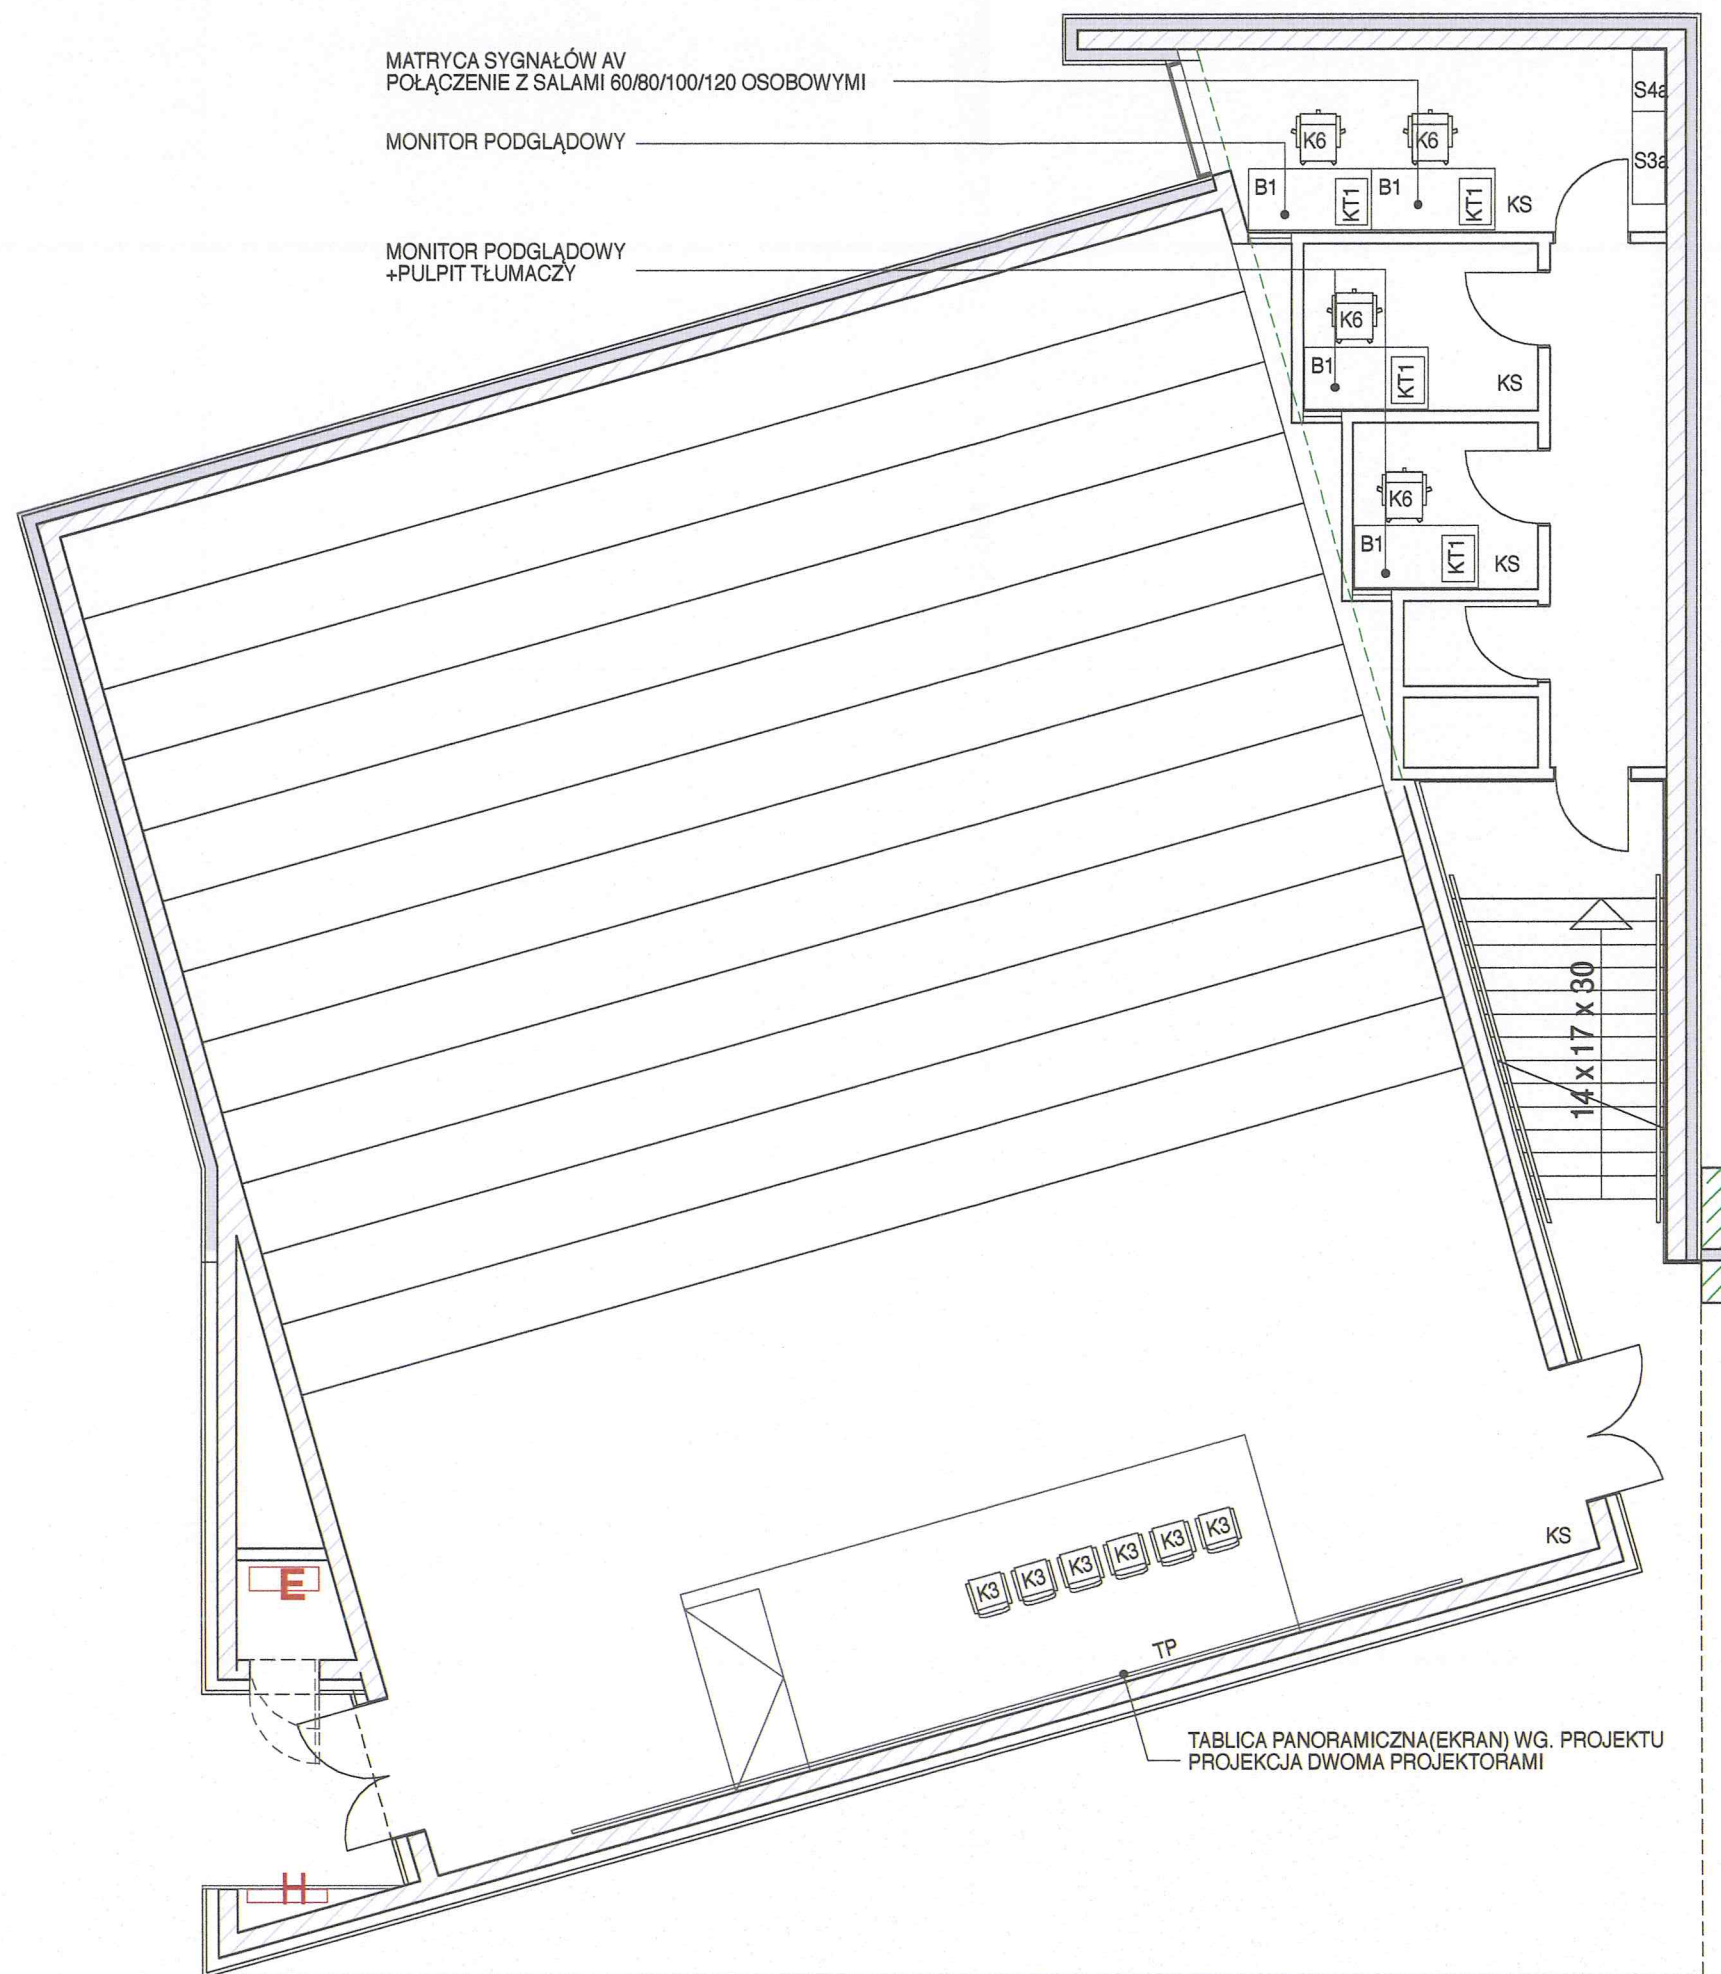 MATRYCA SYGNAŁÓW AV
POŁĄCZENIE Z SALAMI 60/80/100/120 OSOBOWYMI
MONITOR PODGLĄDOWY
MONITOR PODGLĄDOWY
+PULPIT TŁUMACZY
S4a
S3a
K6
K6
B1
KT1
B1
KT1
KS
K6
B1
KT1
KS
K6
B1
KT1
KS
14 x 17 x 30
KS
K3
K3
K3
K3
K3
K3
TP
E
H
TABLICA PANORAMICZNA(EKRAN) WG. PROJEKTU
PROJEKCJA DWOMA PROJEKTORAMI